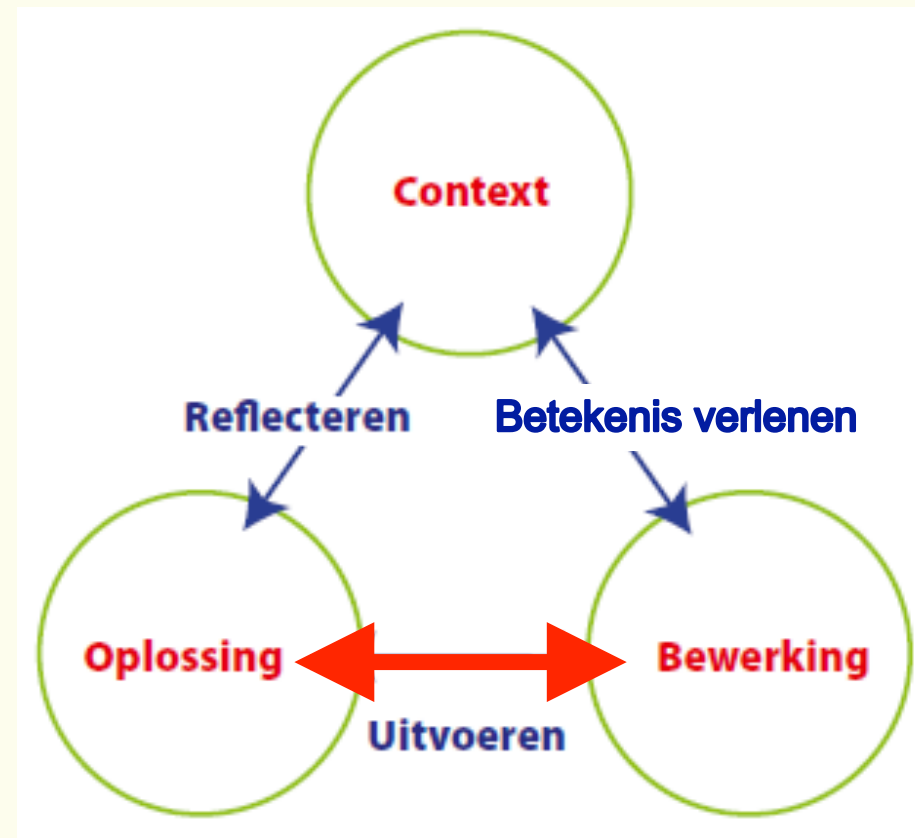 Context
Reflecteren
Betekenis verlenen
Oplossing
Bewerking
Uitvoeren